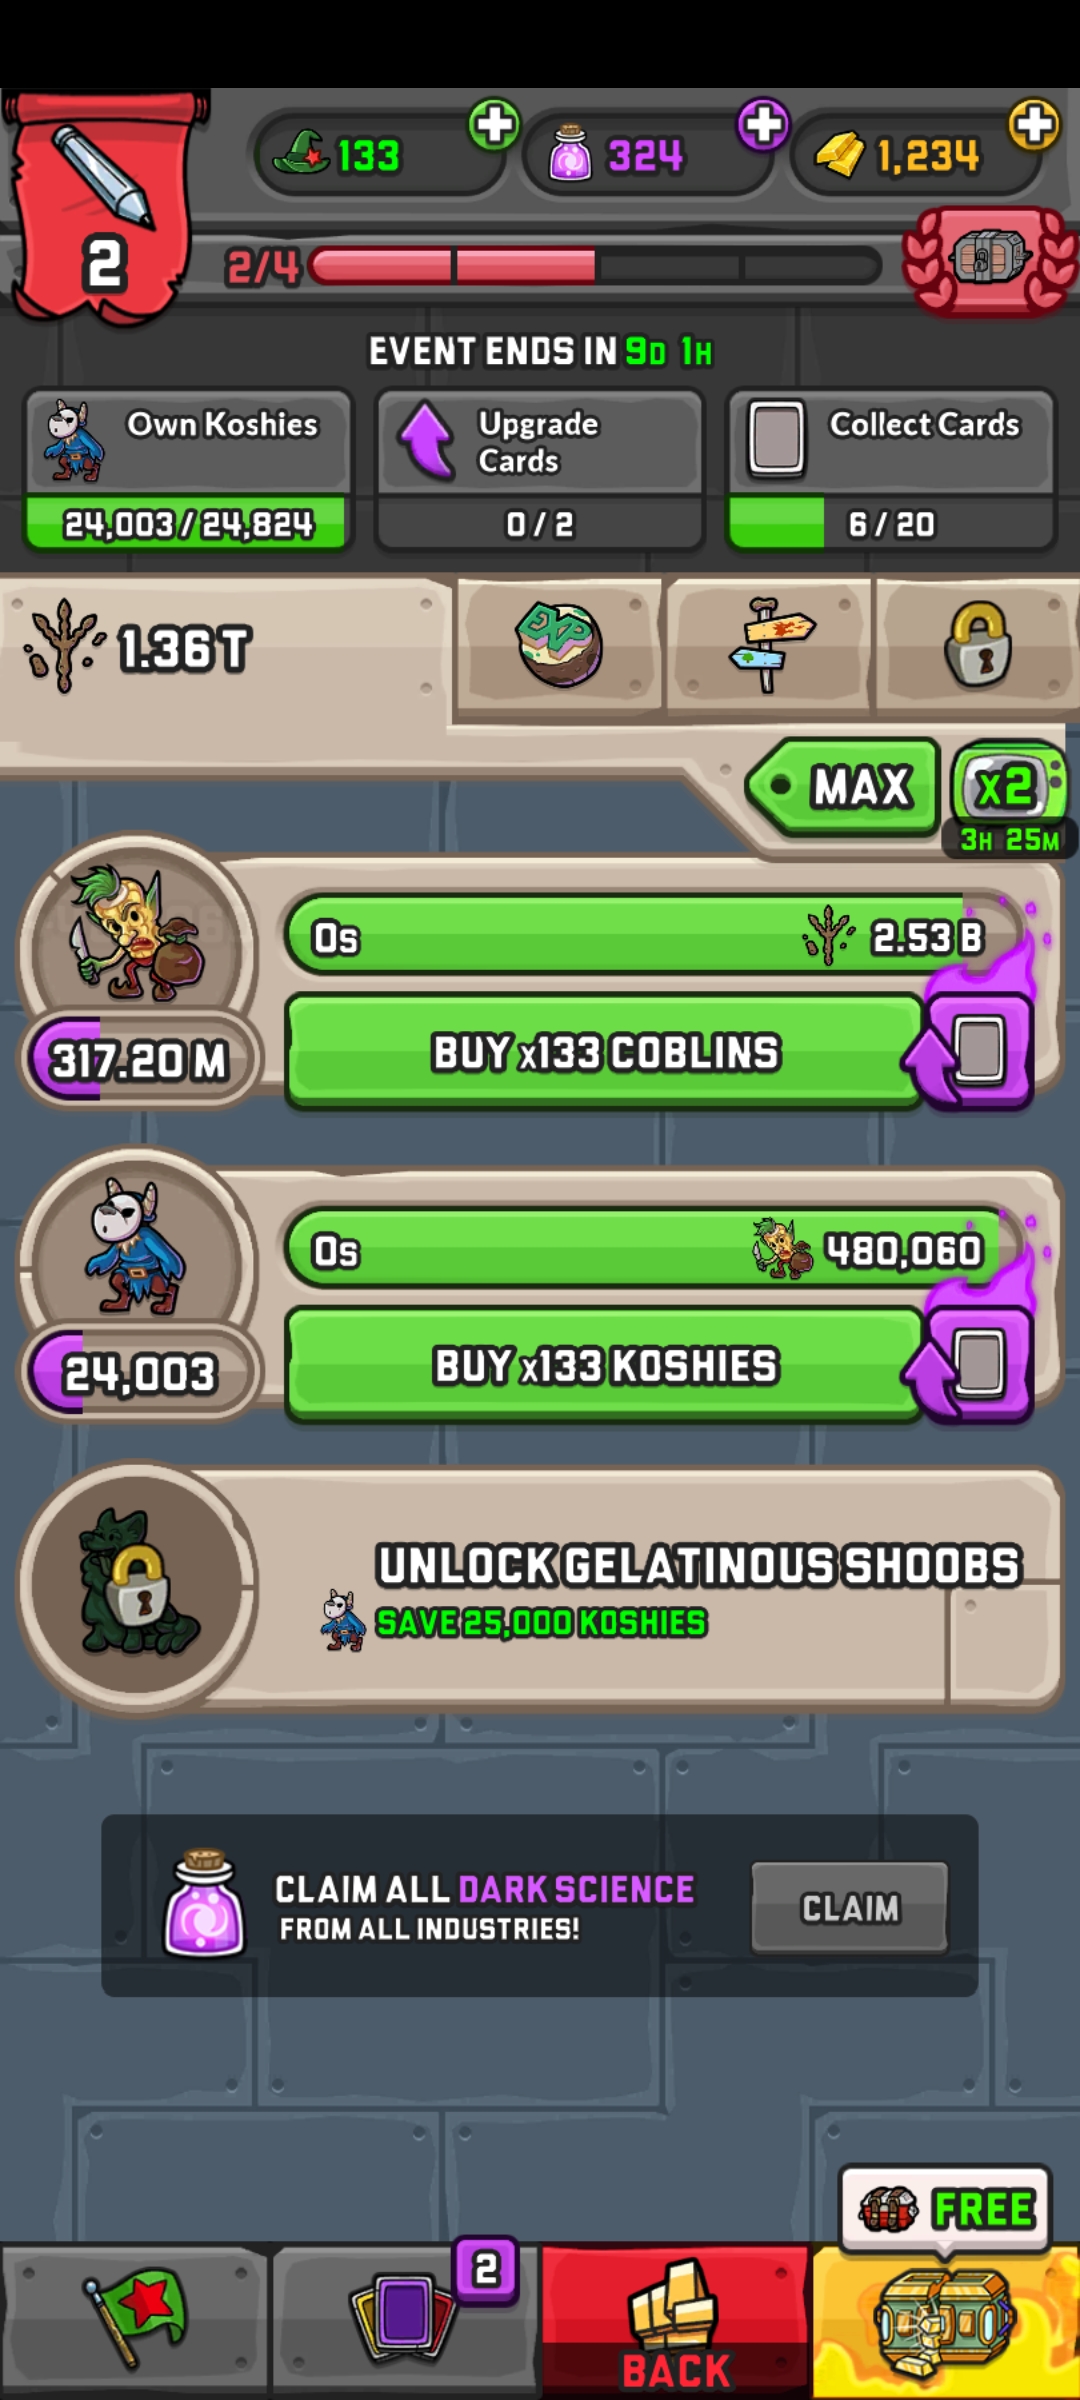 133
324
1,234
2
2/4
EVENT ENDS IN 9D 1H
Own Koshies
24,003/24,824
Upgrade
Cards
0/2
Collect Cards
6/20
1.36T
EXP
MAX
x2
3H 25M
0s
2.53B
317.20M
BUY x133 COBLINS
0s
480,060
24,003
BUY x133 KOSHIES
UNLOCK GELATINOUS SHOOBS
SAVE 25,000 KOSHIES
CLAIM ALL DARK SCIENCE
FROM ALL INDUSTRIES!
CLAIM
FREE
2
BACK